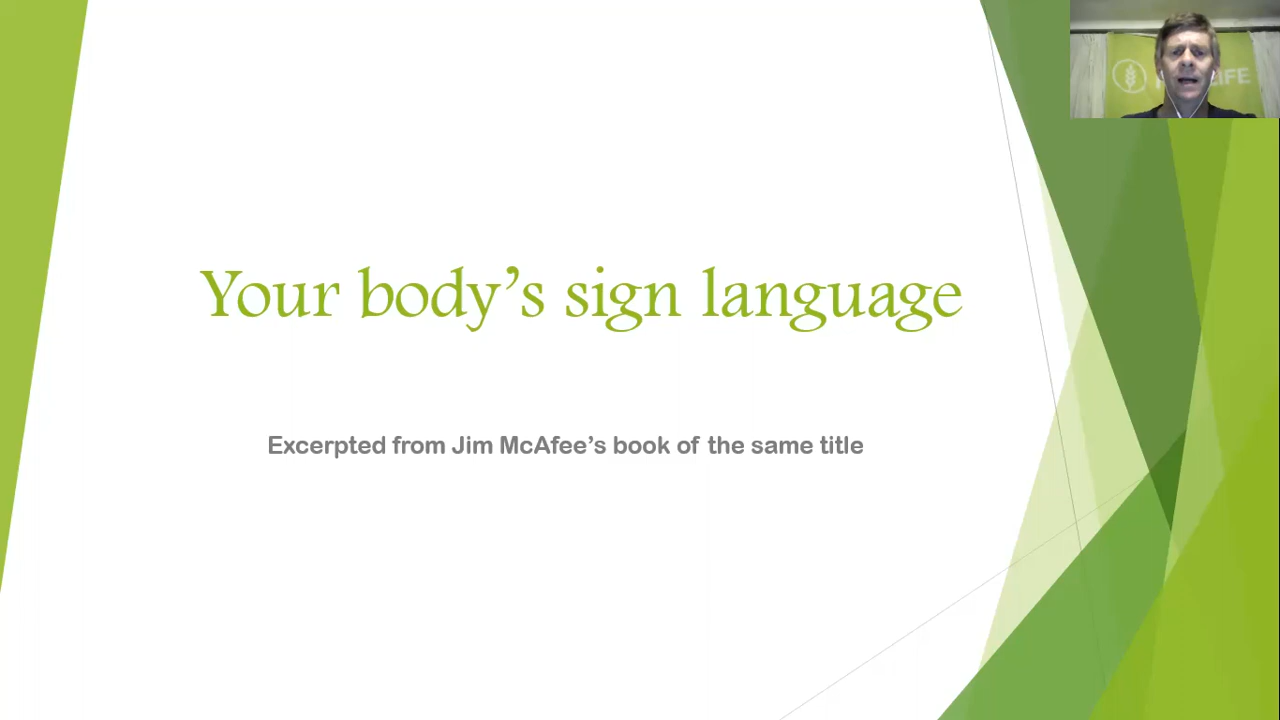 Your body’s sign language
Excerpted from Jim McAfee’s book of the same title